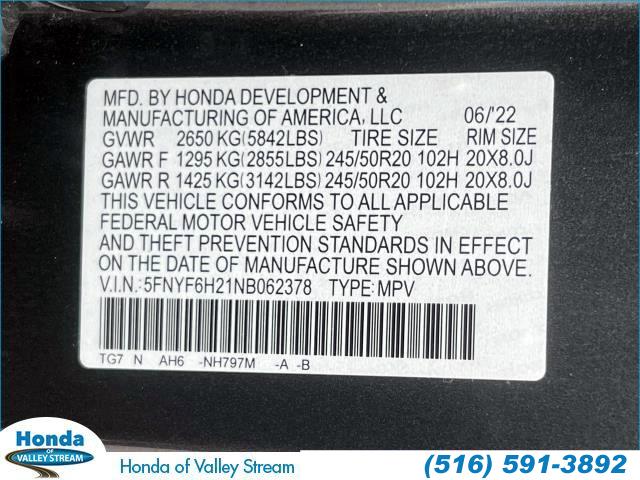 MFD. BY HONDA DEVELOPMENT &
MANUFACTURING OF AMERICA, LLC 06/'22
GVWR 2650 KG(5842LBS) TIRE SIZE RIM SIZE
GAWR F 1295 KG(2855LBS) 245/50R20 102H 20X8.0J
GAWR R 1425 KG(3142LBS) 245/50R20 102H 20X8.0J
THIS VEHICLE CONFORMS TO ALL APPLICABLE
FEDERAL MOTOR VEHICLE SAFETY
AND THEFT PREVENTION STANDARDS IN EFFECT
ON THE DATE OF MANUFACTURE SHOWN ABOVE.
V.I.N.:5FNYF6H21NB062378 TYPE:MPV
TG7 N AH6 -NH797M -A -B
Honda
OF
VALLEY STREAM
Honda of Valley Stream
(516) 591-3892